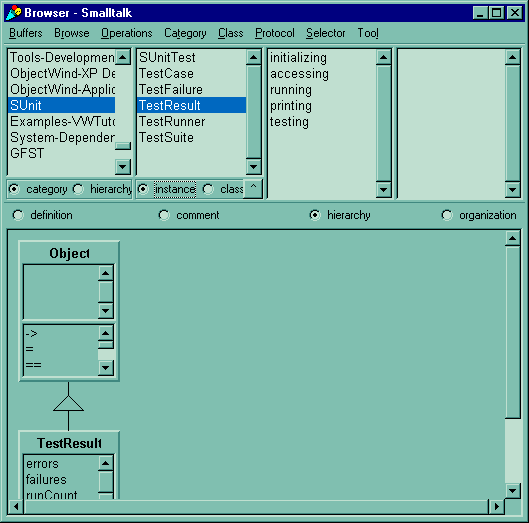 Browser - Smalltalk
Buffers Browse Operations Category Class Protocol Selector Tool
Tools-Developmen
ObjectWind-XP De
ObjectWind-Applic
SUnit
Examples-VWTuto
System-Dependen
GFST
category hierarchy
SUnitTest
TestCase
TestFailure
TestResult
TestRunner
TestSuite
instance class ^
initializing
accessing
running
printing
testing
definition comment hierarchy organization
Object
->
=
==
TestResult
errors
failures
runCount